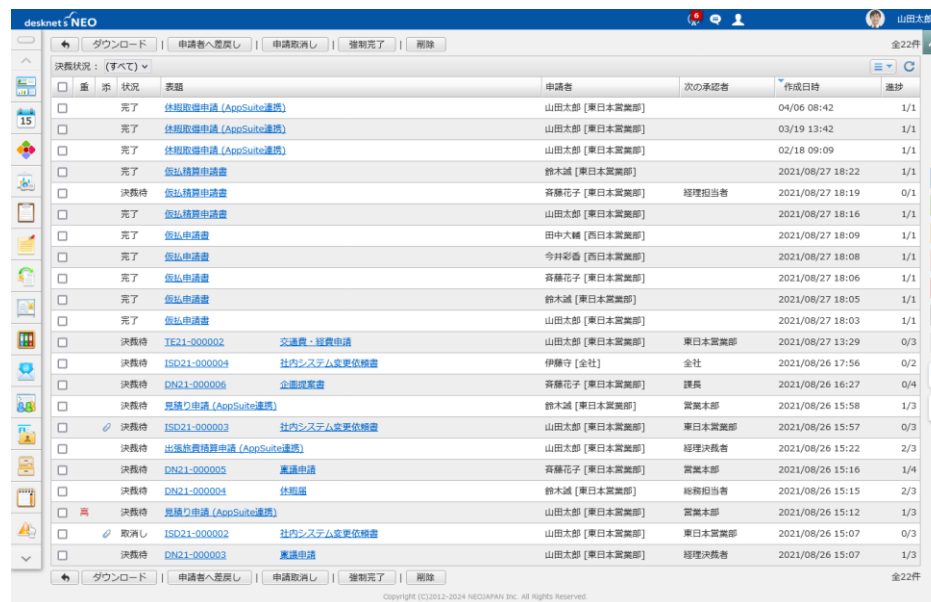 desknet's NEO 6 山田太郎
ダウンロード | 申請者へ差戻し | 申請取消し | 強制完了 | 削除 全22件
決裁状況： (すべて)
重 添 状況 表題 申請者 次の承認者 作成日時 進捗
完了 休暇取得申請 (AppSuite連携) 山田太郎 [東日本営業部] 04/06 08:42 1/1
15
完了 休暇取得申請 (AppSuite連携) 山田太郎 [東日本営業部] 03/19 13:42 1/1
完了 休暇取得申請 (AppSuite連携) 山田太郎 [東日本営業部] 02/18 09:09 1/1
完了 仮払精算申請書 鈴木誠 [東日本営業部] 2021/08/27 18:22 1/1
決裁待 仮払精算申請書 斉藤花子 [東日本営業部] 経理担当者 2021/08/27 18:19 0/1
完了 仮払精算申請書 山田太郎 [東日本営業部] 2021/08/27 18:16 1/1
完了 仮払申請書 田中大輔 [西日本営業部] 2021/08/27 18:09 1/1
完了 仮払申請書 今井彩香 [西日本営業部] 2021/08/27 18:08 1/1
完了 仮払申請書 斉藤花子 [東日本営業部] 2021/08/27 18:06 1/1
完了 仮払申請書 鈴木誠 [東日本営業部] 2021/08/27 18:05 1/1
完了 仮払申請書 山田太郎 [東日本営業部] 2021/08/27 18:03 1/1
決裁待 TE21-000002 交通費・経費申請 山田太郎 [東日本営業部] 東日本営業部 2021/08/27 13:29 0/3
決裁待 ISD21-000004 社内システム変更依頼書 伊藤守 [全社] 全社 2021/08/26 17:56 0/2
決裁待 DN21-000006 企画提案書 斉藤花子 [東日本営業部] 課長 2021/08/26 16:27 0/4
決裁待 見積り申請 (AppSuite連携) 鈴木誠 [東日本営業部] 営業本部 2021/08/26 15:58 1/3
決裁待 ISD21-000003 社内システム変更依頼書 山田太郎 [東日本営業部] 東日本営業部 2021/08/26 15:57 0/3
決裁待 出張旅費精算申請 (AppSuite連携) 山田太郎 [東日本営業部] 経理決裁者 2021/08/26 15:22 2/3
決裁待 DN21-000005 稟議申請 斉藤花子 [東日本営業部] 営業本部 2021/08/26 15:16 1/4
決裁待 DN21-000004 休暇届 鈴木誠 [東日本営業部] 総務担当者 2021/08/26 15:15 2/3
高 決裁待 見積り申請 (AppSuite連携) 山田太郎 [東日本営業部] 営業本部 2021/08/26 15:12 1/3
取消し ISD21-000002 社内システム変更依頼書 山田太郎 [東日本営業部] 東日本営業部 2021/08/26 15:07 0/3
決裁待 DN21-000003 稟議申請 山田太郎 [東日本営業部] 経理決裁者 2021/08/26 15:07 1/3
ダウンロード | 申請者へ差戻し | 申請取消し | 強制完了 | 削除 全22件
Copyright (C)2012-2024 NEOJAPAN Inc. All Rights Reserved.